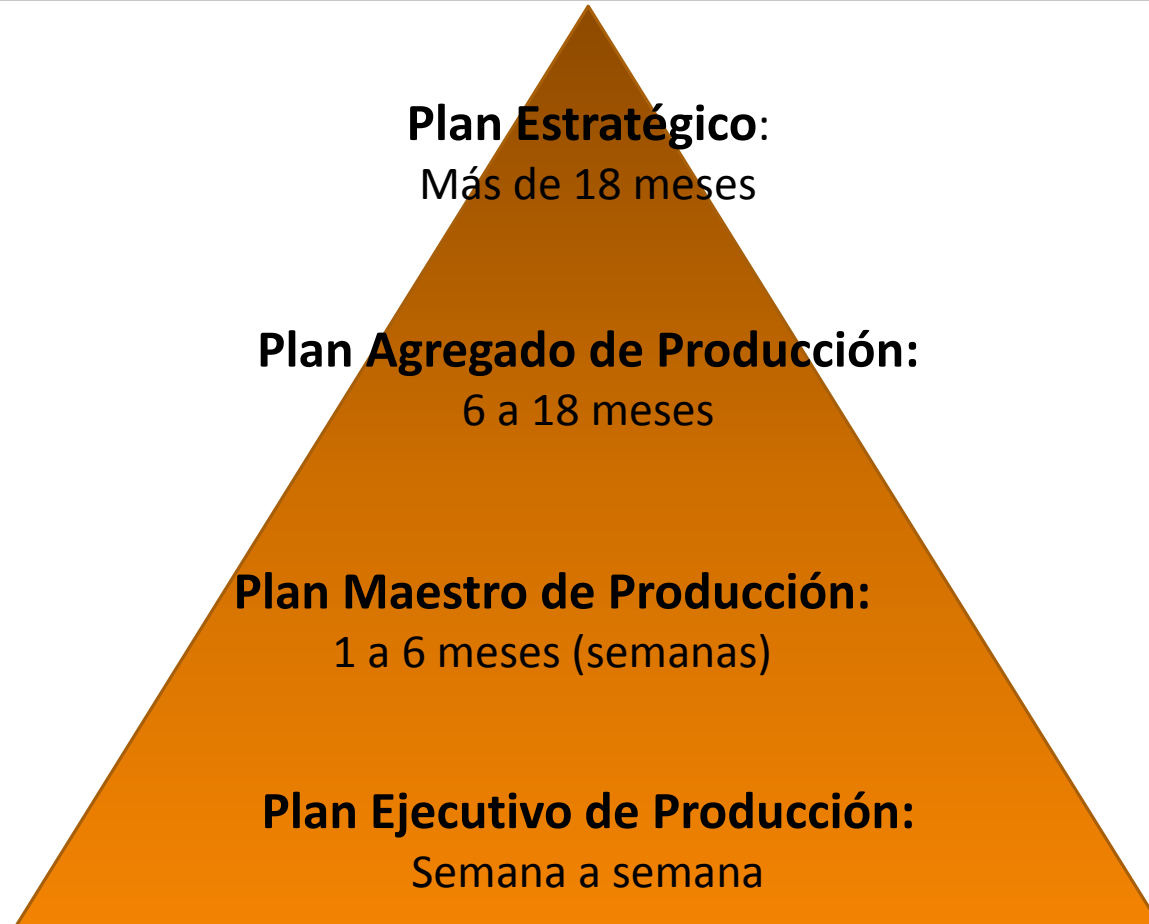 Plan Estratégico:
Más de 18 meses
Plan Agregado de Producción:
6 a 18 meses
Plan Maestro de Producción:
1 a 6 meses (semanas)
Plan Ejecutivo de Producción:
Semana a semana